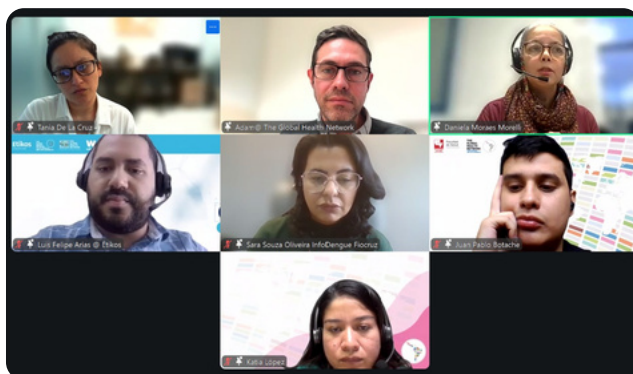 Tania De La Cruz
Adam@ The Global Health Network
Daniela Moraes Morelli
Etikos
Luis Felipe Arias @ Etikos
Sara Souza Oliveira InfoDengue Fiocruz
Juan Pablo Botache
Katia López